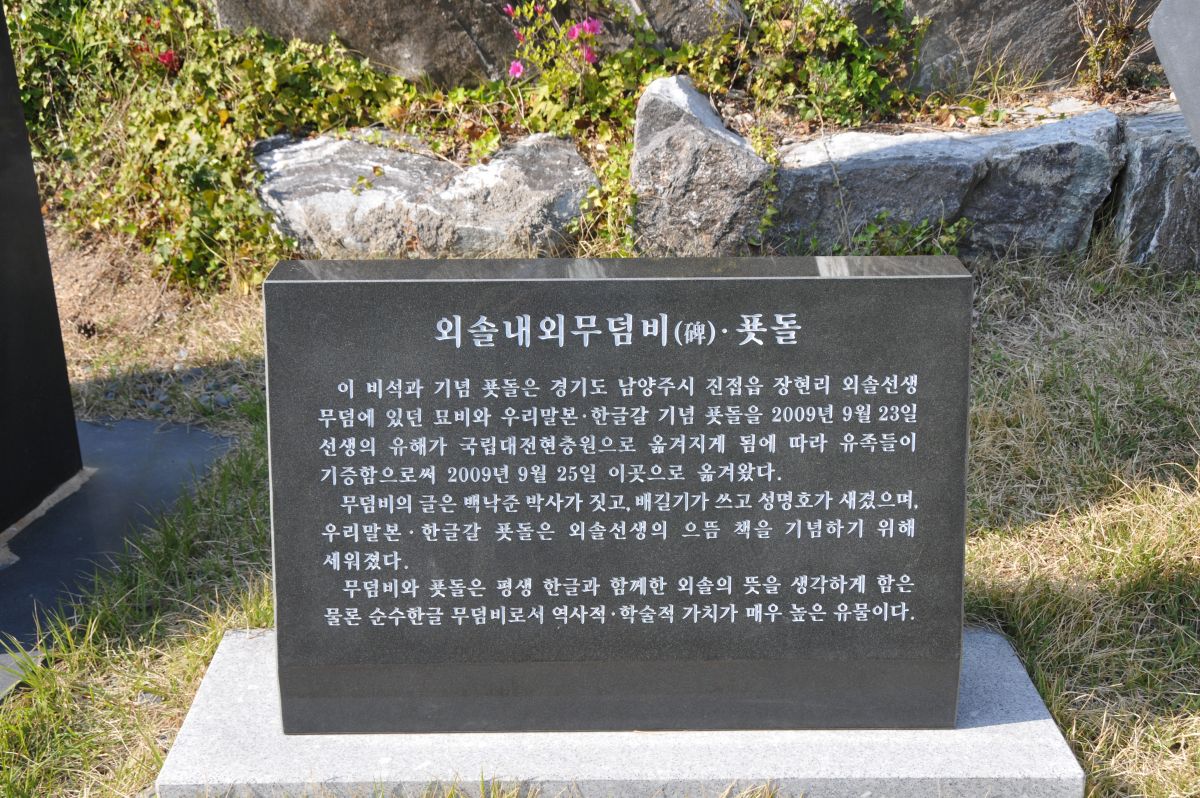 외솔내외무덤비(碑)·푯돌
이 비석과 기념 푯돌은 경기도 남양주시 진접읍 장현리 외솔선생
무덤에 있던 묘비와 우리말본·한글갈 기념 푯돌을 2009년 9월 23일
선생의 유해가 국립대전현충원으로 옮겨지게 됨에 따라 유족들이
기증함으로써 2009년 9월 25일 이곳으로 옮겨왔다.
무덤비의 글은 백낙준 박사가 짓고, 배길기가 쓰고 성명호가 새겼으며,
우리말본·한글갈 푯돌은 외솔선생의 으뜸 책을 기념하기 위해
세워졌다.
무덤비와 푯돌은 평생 한글과 함께한 외솔의 뜻을 생각하게 함은
물론 순수한글 무덤비로서 역사적·학술적 가치가 매우 높은 유물이다.